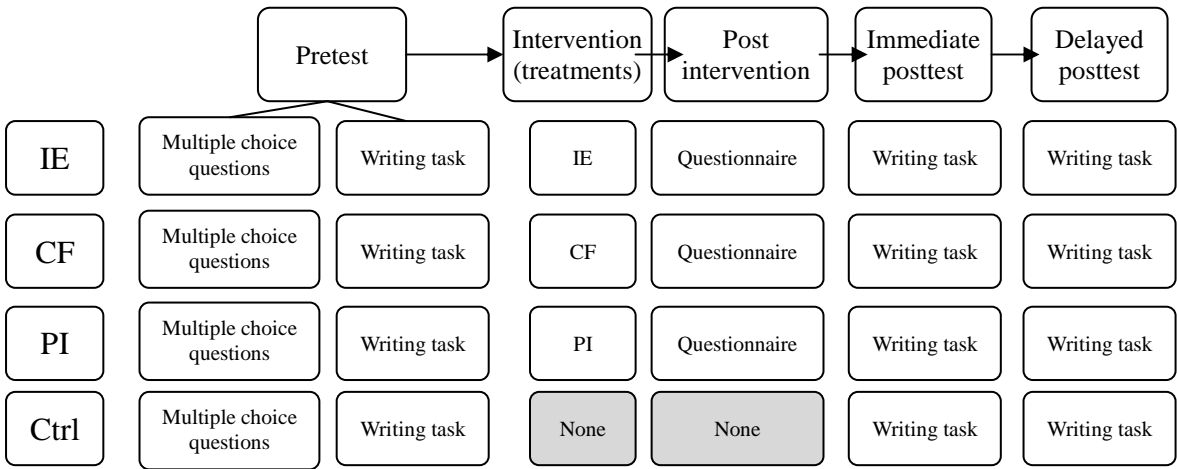 Pretest
Intervention
(treatments)
Post
intervention
Immediate
posttest
Delayed
posttest
IE
Multiple choice
questions
Writing task
IE
Questionnaire
Writing task
Writing task
CF
Multiple choice
questions
Writing task
CF
Questionnaire
Writing task
Writing task
PI
Multiple choice
questions
Writing task
PI
Questionnaire
Writing task
Writing task
Ctrl
Multiple choice
questions
Writing task
None
None
Writing task
Writing task